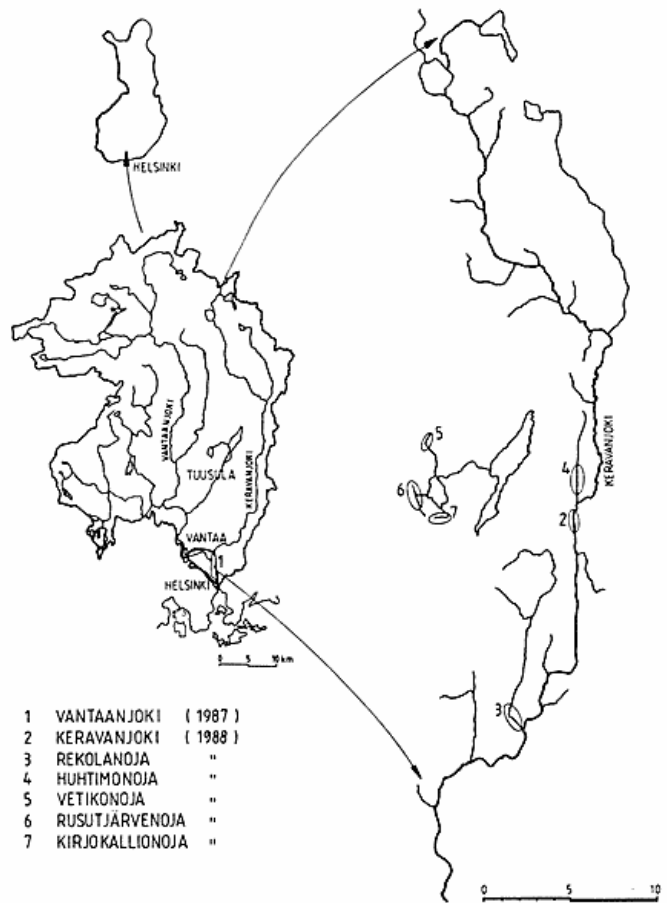 HELSINKI
VANTAANJOKI
TUUSULA
KERAVANJOKI
VANTAA
1
HELSINKI
0 5 10 km
5
6
7
4
KERAVANJOKI
2
3
1 VANTAANJOKI (1987)
2 KERAVANJOKI (1988)
3 REKOLANOJA "
4 HUHTIMONOJA "
5 VETIKONOJA "
6 RUSUTJÄRVENOJA "
7 KIRJOKALLIONOJA "
0 5 10